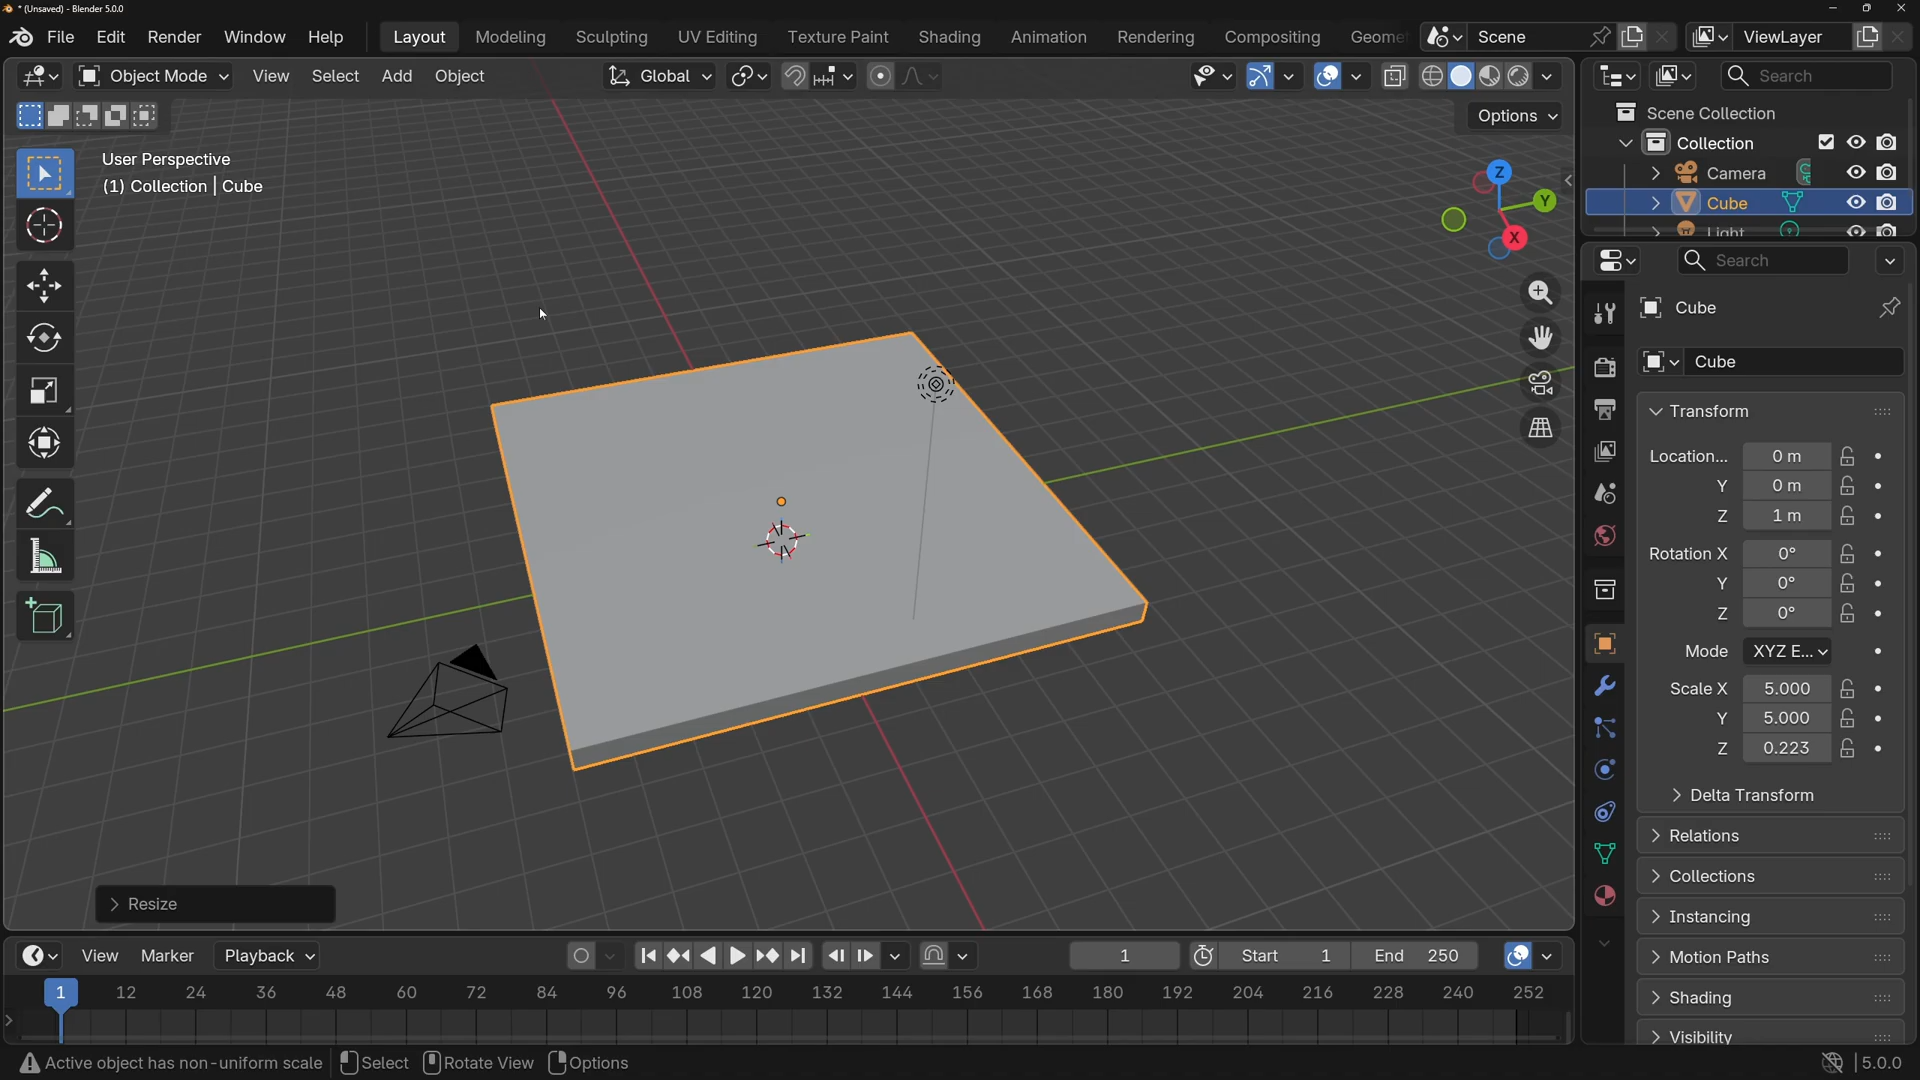 * (Unsaved) - Blender 5.0.0
File Edit Render Window Help Layout Modeling Sculpting UV Editing Texture Paint Shading Animation Rendering Compositing Geomet Scene ViewLayer
Object Mode View Select Add Object Global Search
Options
Scene Collection
Collection
Camera
Cube
Light
User Perspective
(1) Collection | Cube
Z
Y
X
Search
Cube
Cube
Transform
Location... 0 m
Y 0 m
Z 1 m
Rotation X 0°
Y 0°
Z 0°
Mode XYZ E...
Scale X 5.000
Y 5.000
Z 0.223
Delta Transform
Relations
Collections
Instancing
Motion Paths
Shading
Visibility
Resize
View Marker Playback 1 Start 1 End 250
1 12 24 36 48 60 72 84 96 108 120 132 144 156 168 180 192 204 216 228 240 252
Active object has non-uniform scale Select Rotate View Options 5.0.0